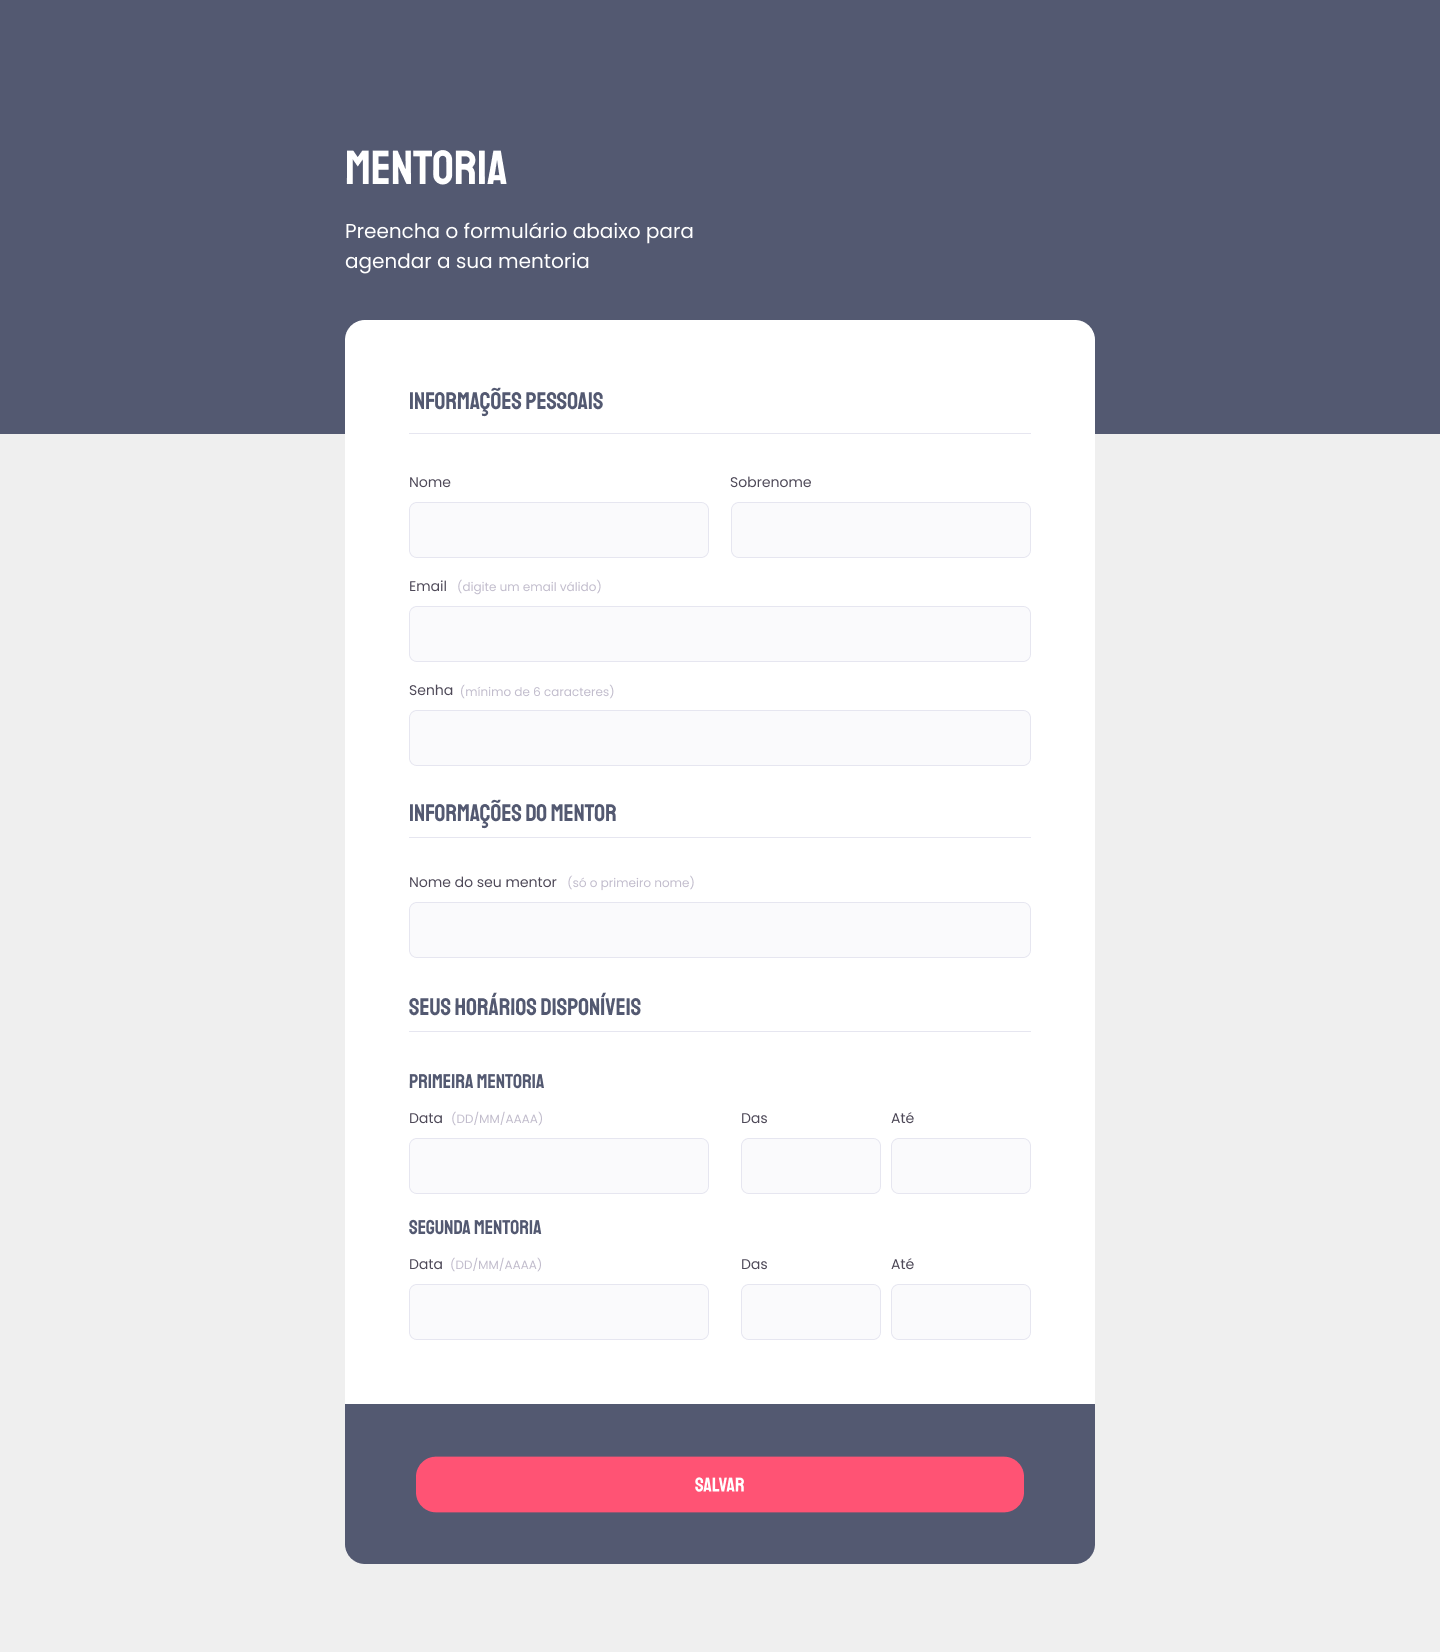 MENTORIA
Preencha o formulário abaixo para
agendar a sua mentoria
INFORMAÇÕES PESSOAIS
Nome Sobrenome
Email (digite um email válido)
Senha (mínimo de 6 caracteres)
INFORMAÇÕES DO MENTOR
Nome do seu mentor (só o primeiro nome)
SEUS HORÁRIOS DISPONÍVEIS
PRIMEIRA MENTORIA
Data (DD/MM/AAAA) Das Até
SEGUNDA MENTORIA
Data (DD/MM/AAAA) Das Até
SALVAR